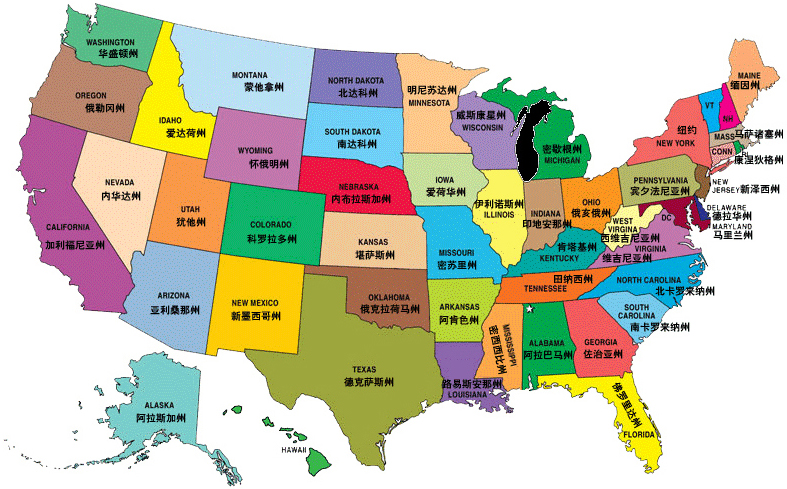 WASHINGTON
华盛顿州
OREGON
俄勒冈州
IDAHO
爱达荷州
MONTANA
蒙他拿州
WYOMING
怀俄明州
NORTH DAKOTA
北达科州
SOUTH DAKOTA
南达科州
NEBRASKA
内布拉斯加州
明尼苏达州
MINNESOTA
威斯康星州
WISCONSIN
密歇根州
MICHIGAN
IOWA
爱荷华州
NEVADA
内华达州
UTAH
犹他州
COLORADO
科罗拉多州
KANSAS
堪萨斯州
CALIFORNIA
加利福尼亚州
ARIZONA
亚利桑那州
NEW MEXICO
新墨西哥州
OKLAHOMA
俄克拉荷马州
TEXAS
德克萨斯州
MISSOURI
密苏里州
ARKANSAS
阿肯色州
路易斯安那州
LOUISIANA
MISSISSIPPI
密西西比州
伊利诺斯州
ILLINOIS
INDIANA
印地安那州
OHIO
俄亥俄州
肯塔基州
KENTUCKY
田纳西州
TENNESSEE
ALABAMA
阿拉巴马州
GEORGIA
佐治亚州
佛罗里达州
FLORIDA
SOUTH
CAROLINA
南卡罗来纳州
NORTH CAROLINA
北卡罗来纳州
WEST
VIRGINIA
西维吉尼亚州
VIRGINIA
维吉尼亚州
DC
MARYLAND
马里兰州
DELAWARE
德拉华州
NEW
JERSEY 新泽西州
PENNSYLVANIA
宾夕法尼亚州
纽约
NEW YORK
VT
NH
MAINE
缅因州
MASS 马萨诸塞州
CONN
RI
康涅狄格州
ALASKA
阿拉斯加州
HAWAII